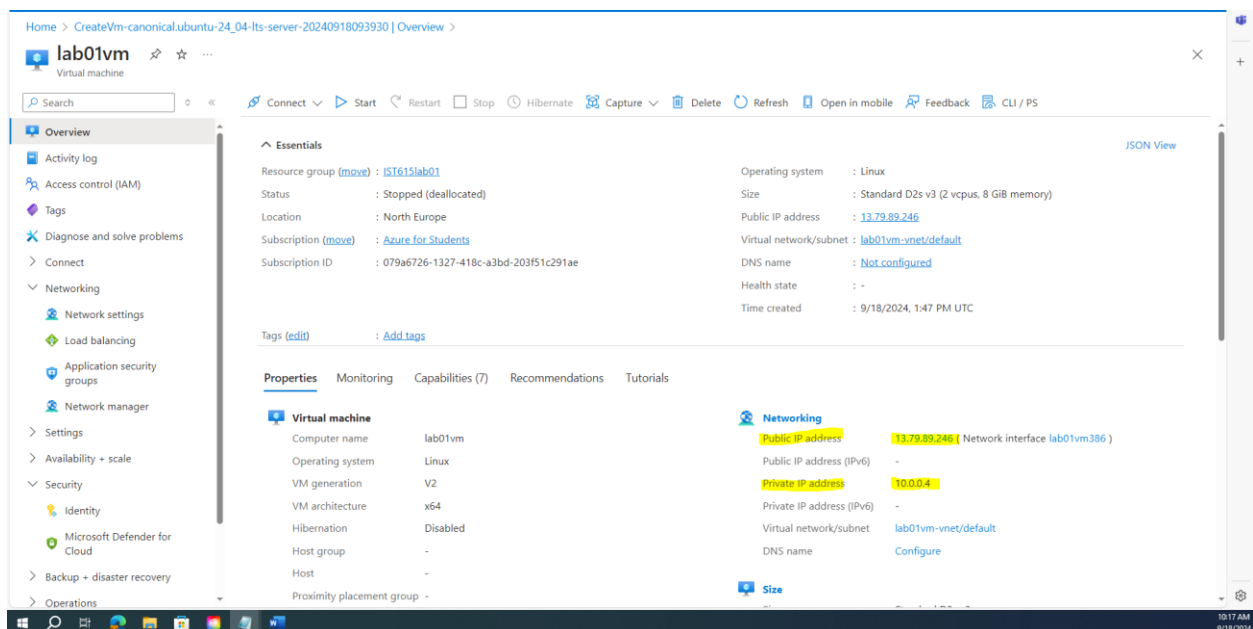 Home > CreateVm-canonical.ubuntu-24_04-lts-server-20240918093930 | Overview >
lab01vm
Virtual machine
Search
Connect Start Restart Stop Hibernate Capture Delete Refresh Open in mobile Feedback CLI / PS
Overview
Activity log
Access control (IAM)
Tags
Diagnose and solve problems
Connect
Networking
Network settings
Load balancing
Application security
groups
Network manager
Settings
Availability + scale
Security
Identity
Microsoft Defender for
Cloud
Backup + disaster recovery
Operations
Essentials
JSON View
Resource group (move) : IST615lab01
Status : Stopped (deallocated)
Location : North Europe
Subscription (move) : Azure for Students
Subscription ID : 079a6726-1327-418c-a3bd-203f51c291ae
Operating system : Linux
Size : Standard D2s v3 (2 vcpus, 8 GiB memory)
Public IP address : 13.79.89.246
Virtual network/subnet : lab01vm-vnet/default
DNS name : Not configured
Health state : -
Time created : 9/18/2024, 1:47 PM UTC
Tags (edit) : Add tags
Properties Monitoring Capabilities (7) Recommendations Tutorials
Virtual machine
Computer name lab01vm
Operating system Linux
VM generation V2
VM architecture x64
Hibernation Disabled
Host group -
Host -
Proximity placement group -
Networking
Public IP address 13.79.89.246 ( Network interface lab01vm386 )
Public IP address (IPv6) -
Private IP address 10.0.0.4
Private IP address (IPv6) -
Virtual network/subnet lab01vm-vnet/default
DNS name Configure
Size
10:17 AM
9/18/2024